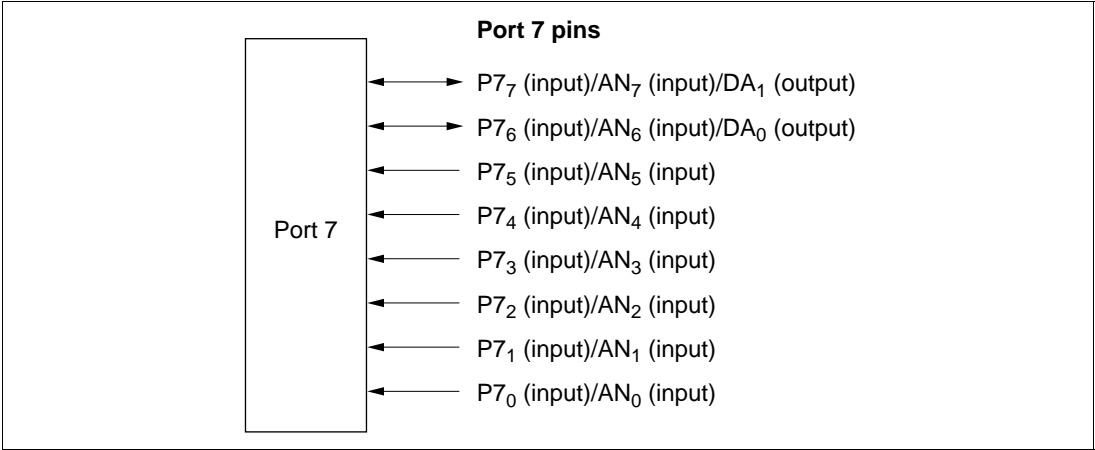 Port 7 pins
P7₇ (input)/AN₇ (input)/DA₁ (output)
P7₆ (input)/AN₆ (input)/DA₀ (output)
P7₅ (input)/AN₅ (input)
P7₄ (input)/AN₄ (input)
Port 7
P7₃ (input)/AN₃ (input)
P7₂ (input)/AN₂ (input)
P7₁ (input)/AN₁ (input)
P7₀ (input)/AN₀ (input)